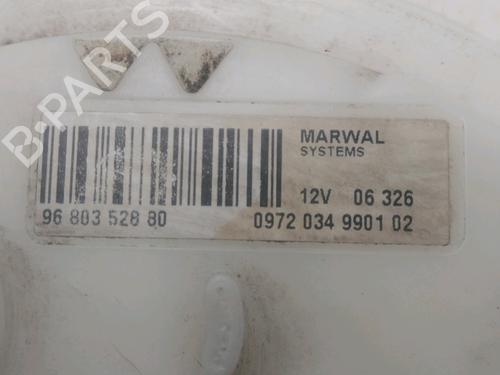 B-PARTS
MARWAL
SYSTEMS
12V 06 326
96 803 528 80
0972 034 9901 02